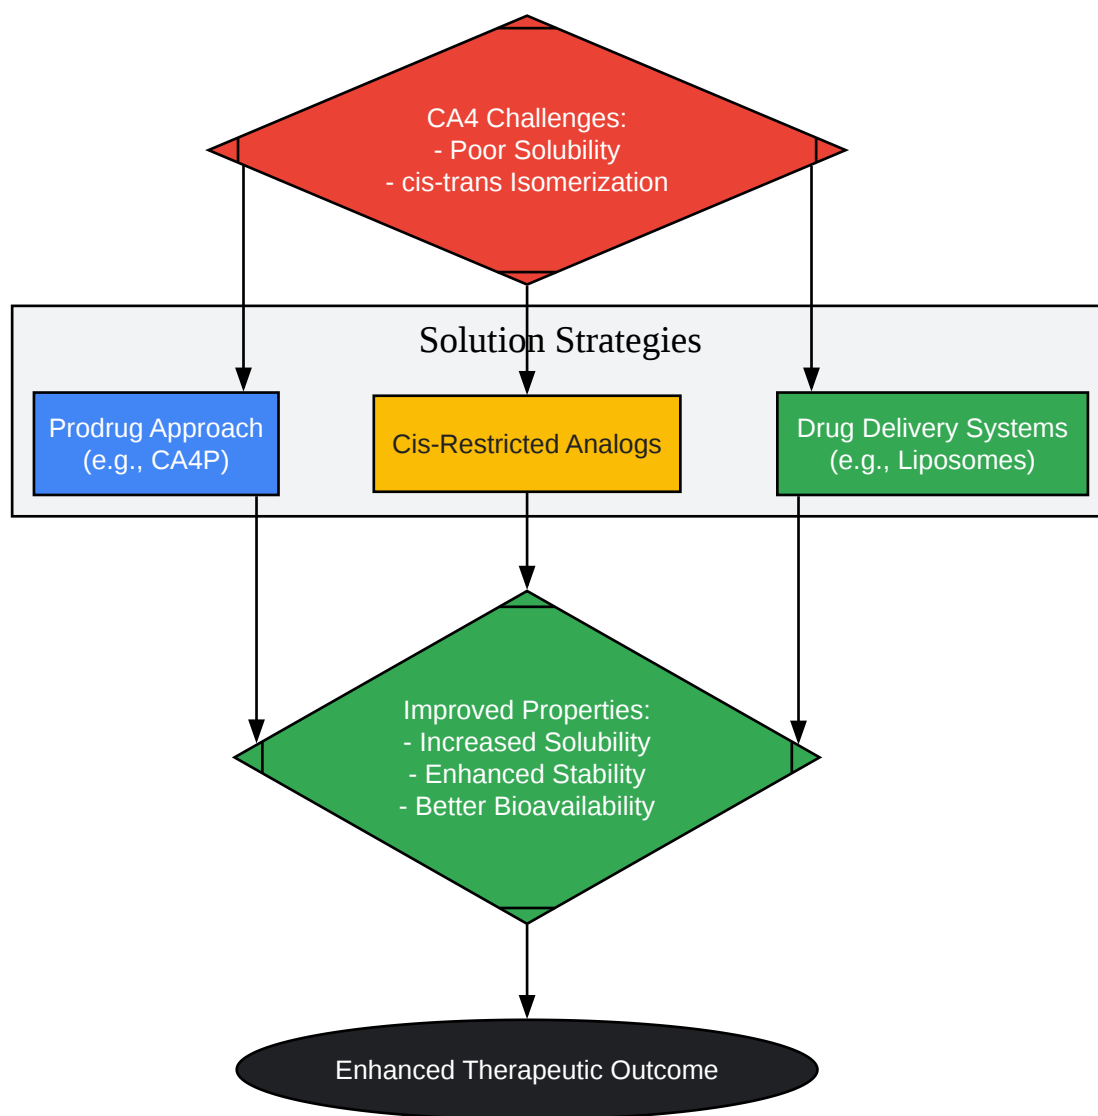 CA4 Challenges:
- Poor Solubility
- cis-trans Isomerization
Solution Strategies
Prodrug Approach
(e.g., CA4P)
Cis-Restricted Analogs
Drug Delivery Systems
(e.g., Liposomes)
Improved Properties:
- Increased Solubility
- Enhanced Stability
- Better Bioavailability
Enhanced Therapeutic Outcome